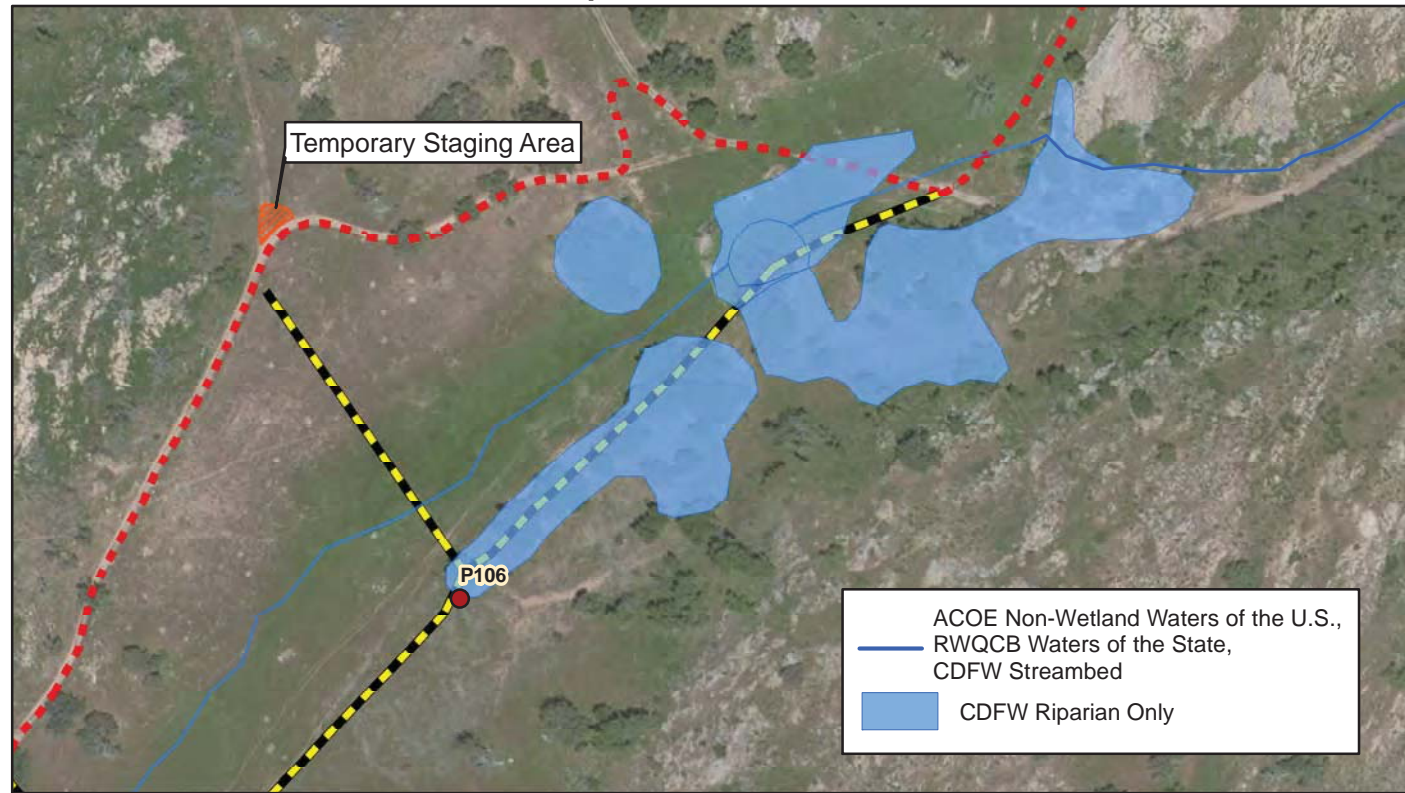 Temporary Staging Area
P106
ACOE Non-Wetland Waters of the U.S.,
RWQCB Waters of the State,
CDFW Streambed
CDFW Riparian Only